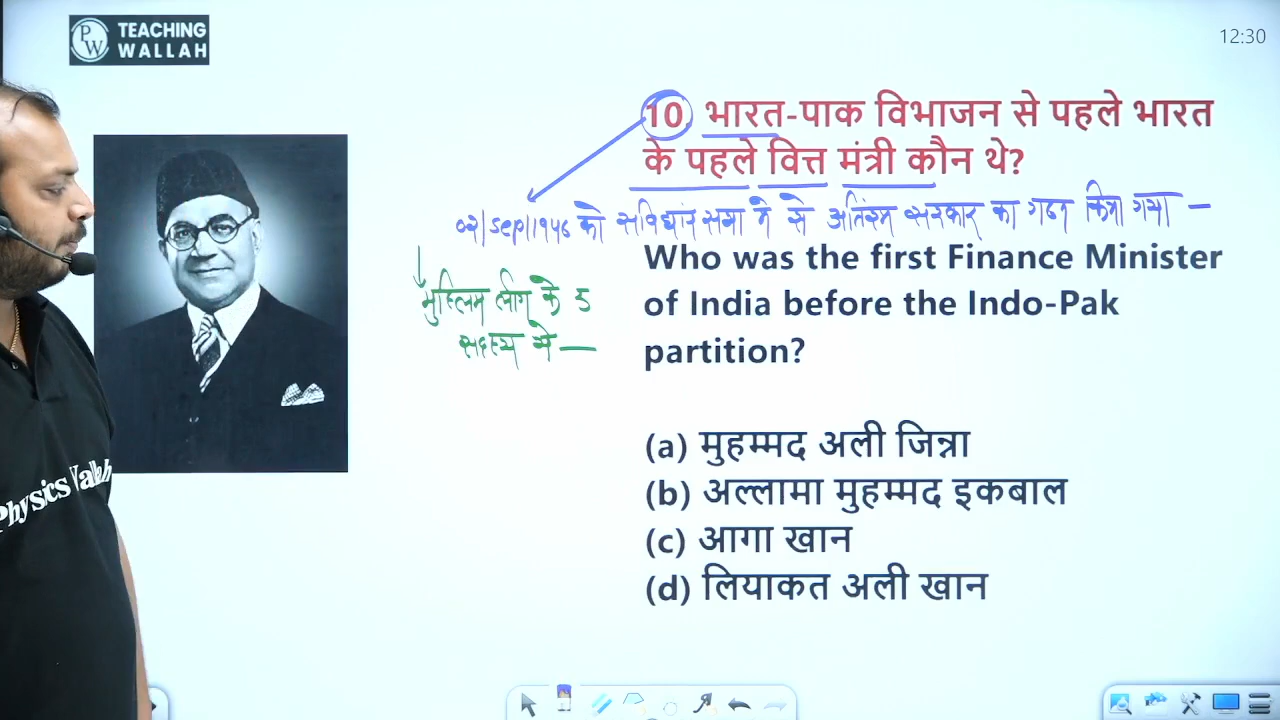 TEACHING
WALLAH
PW
12:30
10 भारत-पाक विभाजन से पहले भारत
के पहले वित्त मंत्री कौन थे?
02/Sep/1946 को संविधान सभा में से अंतिम सरकार का गठन किया गया —
मुस्लिम लीग के 5
सदस्य थे —
Who was the first Finance Minister
of India before the Indo-Pak
partition?
(a) मुहम्मद अली जिन्ना
(b) अल्लामा मुहम्मद इकबाल
(c) आगा खान
(d) लियाकत अली खान
Physics Wallah